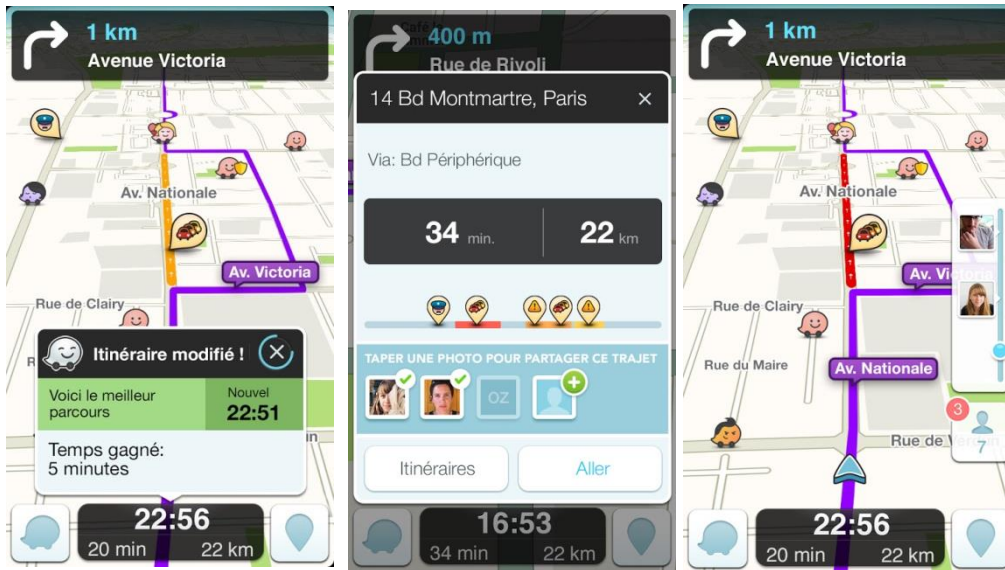 1 km
Avenue Victoria
Av. Nationale
Av. Victoria
Rue de Clairy
Itinéraire modifié !
Voici le meilleur
parcours
Nouvel
22:51
Temps gagné:
5 minutes
22:56
20 min
22 km
400 m
Rue de Rivoli
14 Bd Montmartre, Paris
Via: Bd Périphérique
34 min.
22 km
TAPER UNE PHOTO POUR PARTAGER CE TRAJET
OZ
Itinéraires
Aller
16:53
34 min
22 km
1 km
Avenue Victoria
Av. Nationale
Av. Victoria
Rue de Clairy
Rue du Maire
Av. Nationale
3
7
Rue de Verdun
22:56
20 min
22 km